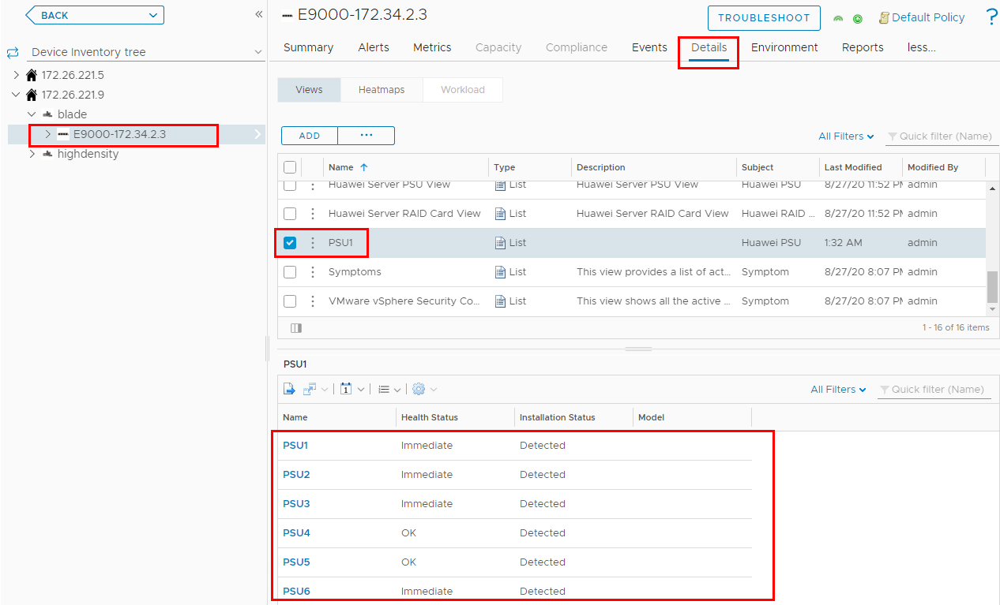 BACK
«
Device Inventory tree
172.26.221.5
172.26.221.9
blade
E9000-172.34.2.3
highdensity
E9000-172.34.2.3
TROUBLESHOOT
Default Policy
?
Summary Alerts Metrics Capacity Compliance Events Details Environment Reports less...
Views Heatmaps Workload
ADD ...
All Filters Quick filter (Name)
Name Type Description Subject Last Modified Modified By
Huawei Server PSU View List Huawei Server PSU View Huawei PSU 8/27/20 11:52 PM admin
Huawei Server RAID Card View List Huawei Server RAID Card View Huawei RAID ... 8/27/20 11:52 PM admin
PSU1 List Huawei PSU 1:32 AM admin
Symptoms List This view provides a list of act... Symptom 8/27/20 8:07 PM admin
VMware vSphere Security Co... List This view shows all the active ... Symptom 8/27/20 8:07 PM admin
1 - 16 of 16 items
PSU1
1
All Filters Quick filter (Name)
Name Health Status Installation Status Model
PSU1 Immediate Detected
PSU2 Immediate Detected
PSU3 Immediate Detected
PSU4 OK Detected
PSU5 OK Detected
PSU6 Immediate Detected